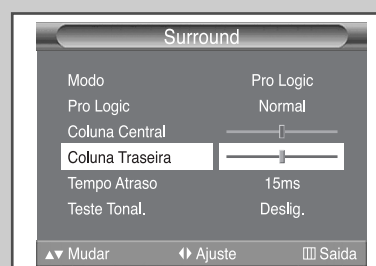 Surround
Modo Pro Logic
Pro Logic Normal
Coluna Central
Coluna Traseira
Tempo Atraso 15ms
Teste Tonal. Deslig.
▲▼ Mudar ◀▶ Ajuste Saida